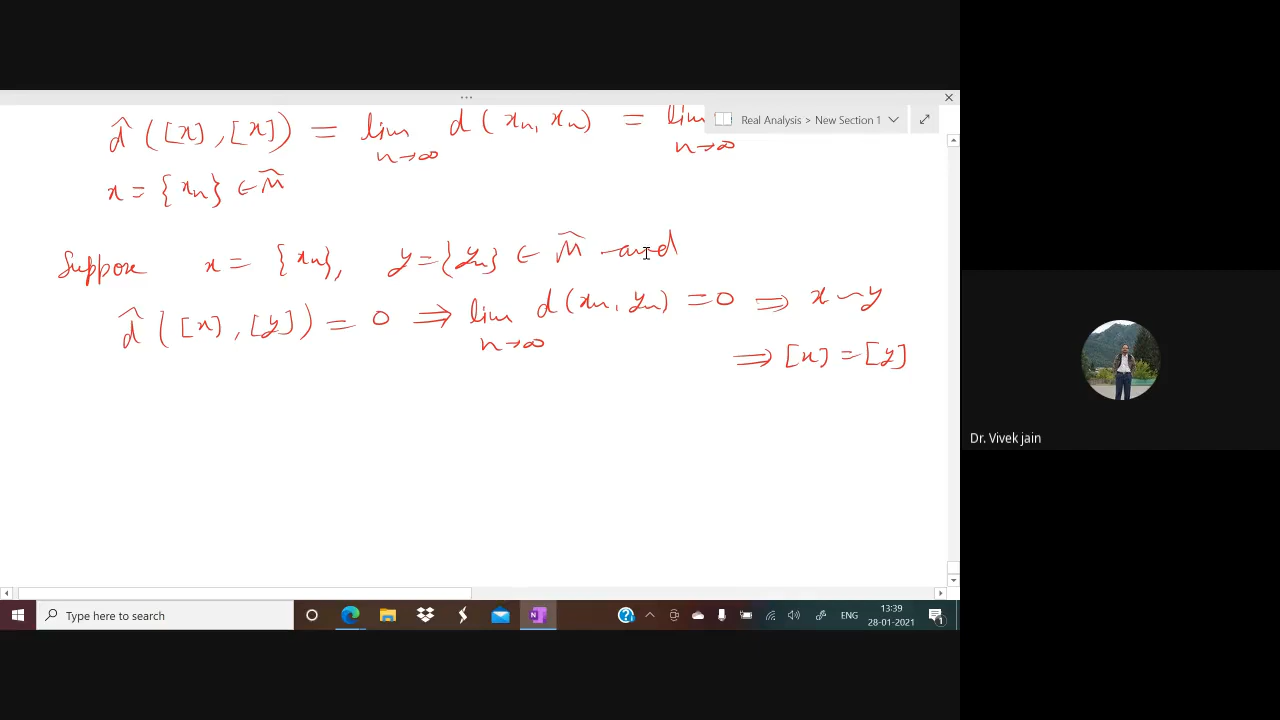 Real Analysis > New Section 1
d̂ ([x], [x]) = lim n→∞ d(xn, xn) = lim n→∞
x = {xn} ∈ M̂
Suppose x = {xn}, y = {yn} ∈ M̂ and
d̂ ([x], [y]) = 0 ⇒ lim n→∞ d(xn, yn) = 0 ⇒ x ~ y
⇒ [x] = [y]
Dr. Vivek jain
Type here to search
ENG
13:39
28-01-2021
1